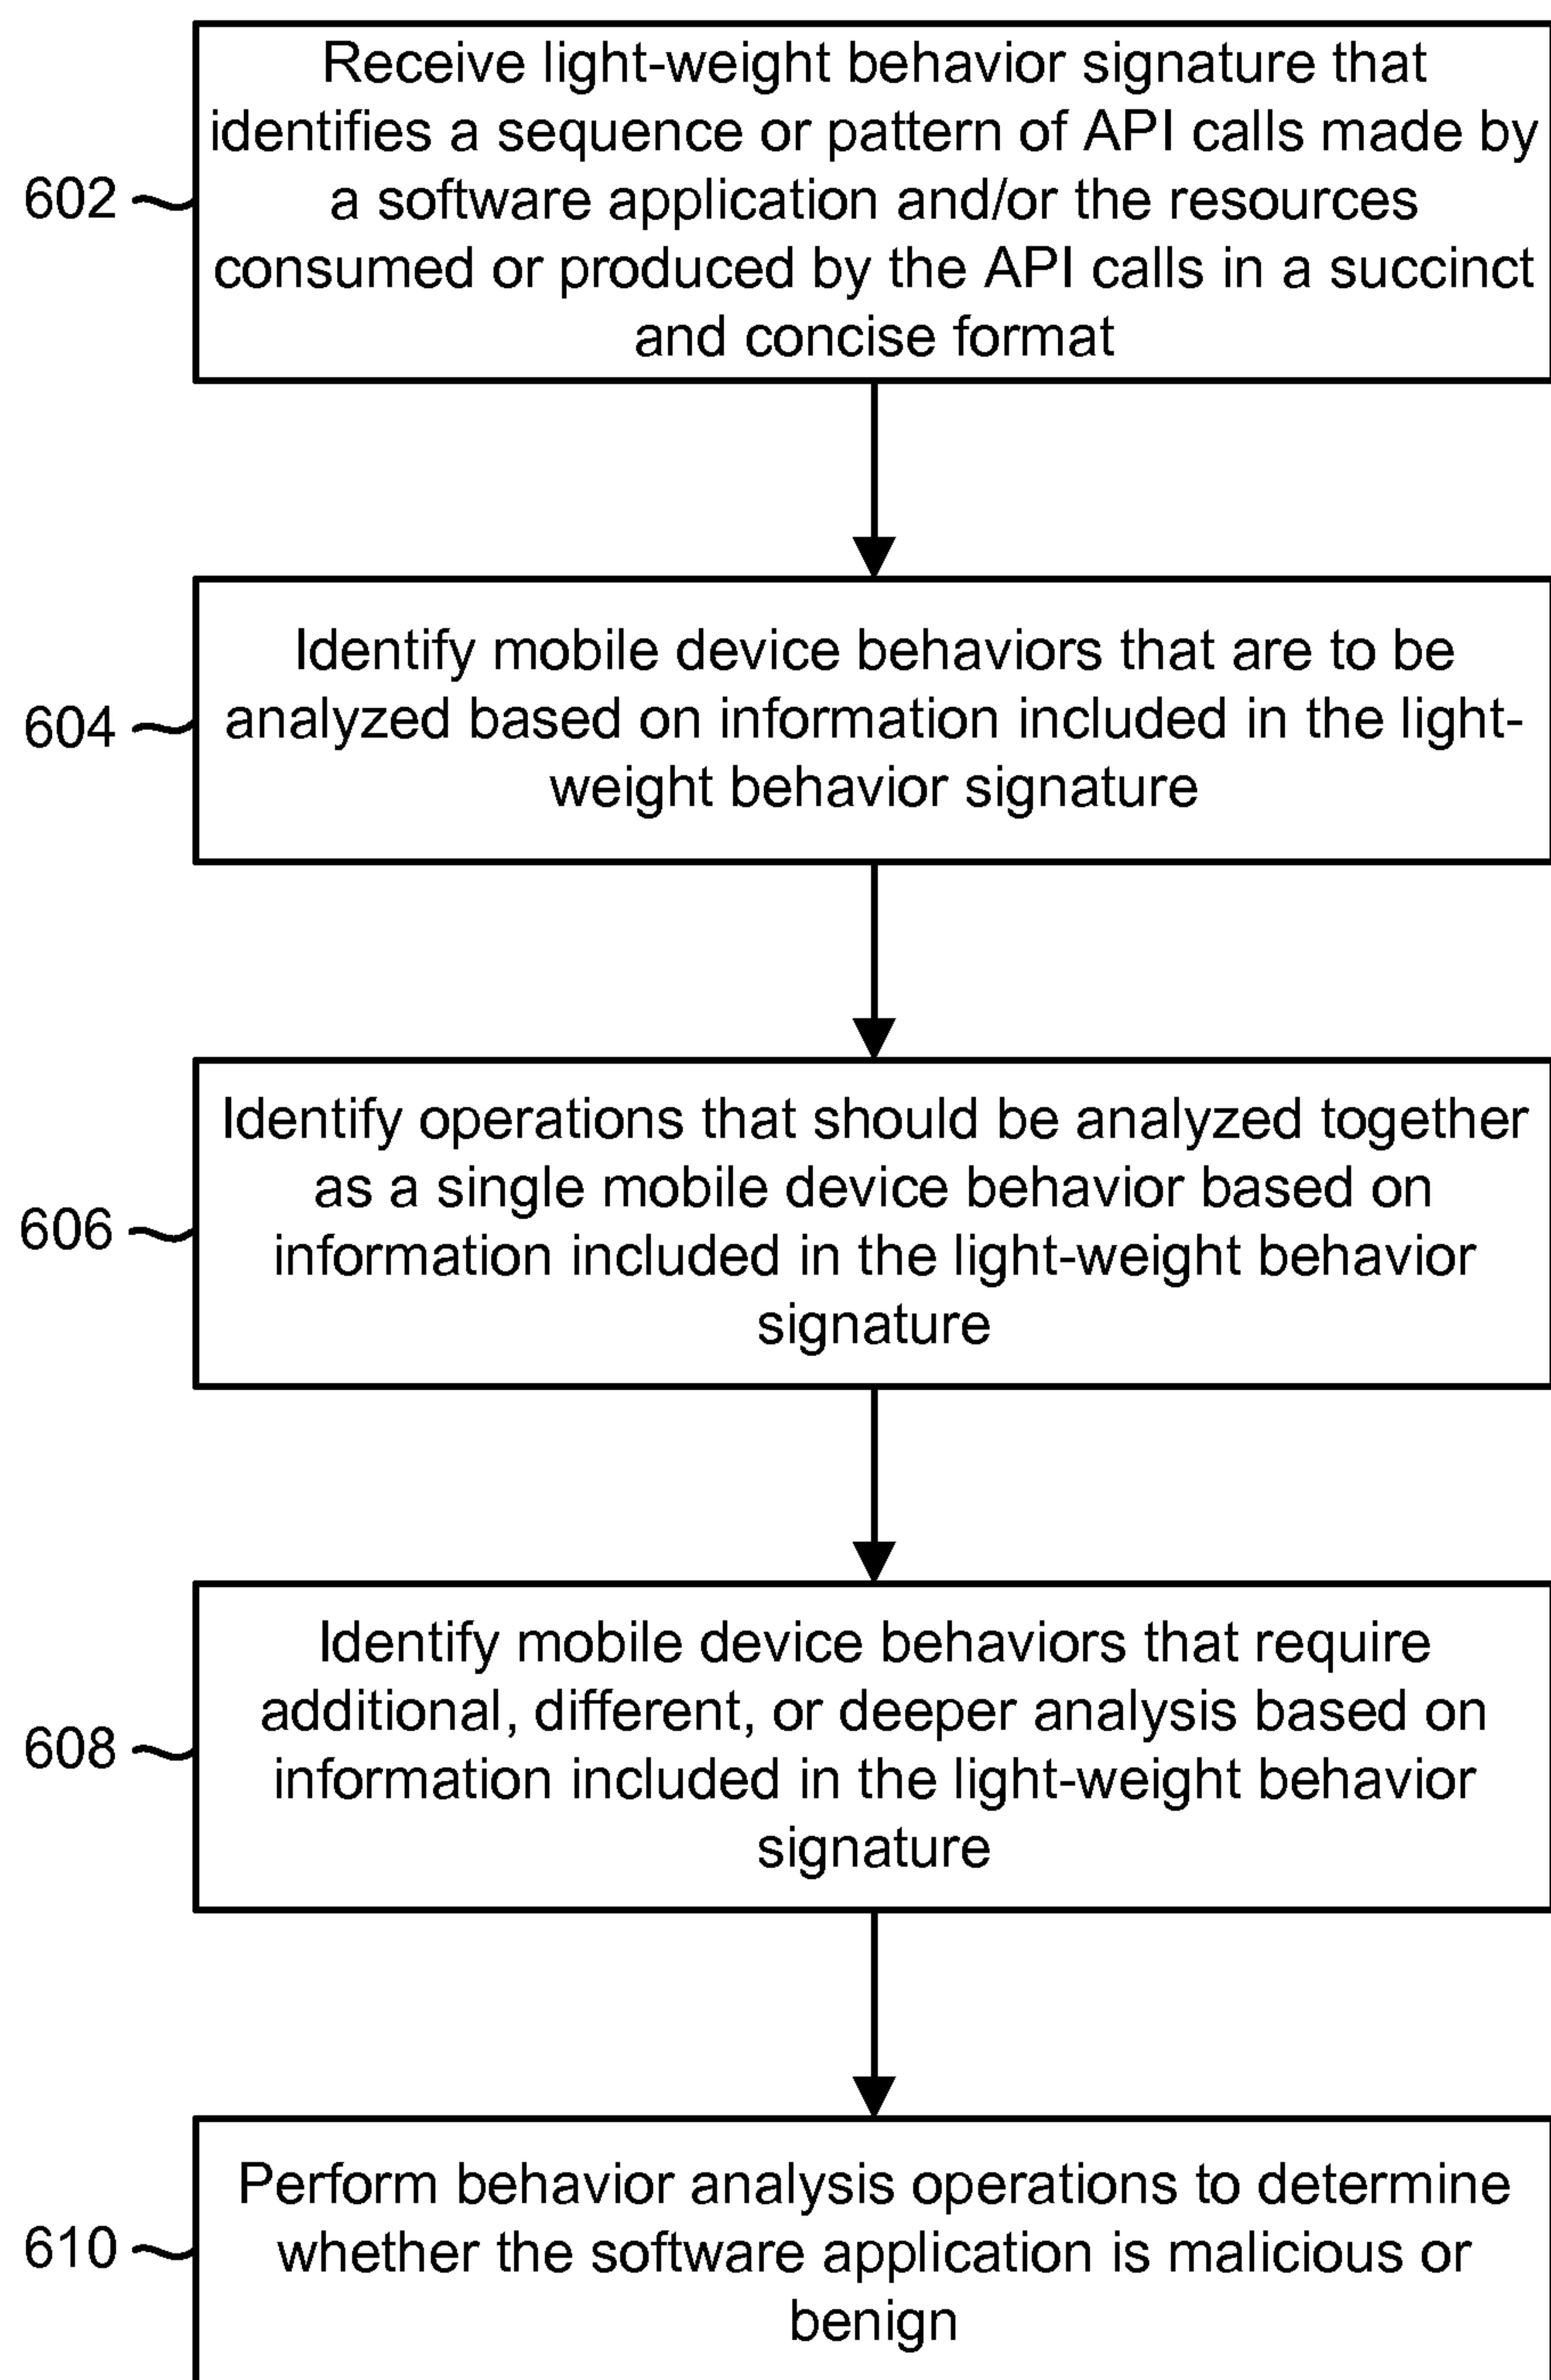 Receive light-weight behavior signature that
identifies a sequence or pattern of API calls made by
602
a software application and/or the resources
consumed or produced by the API calls in a succinct
and concise format
Identify mobile device behaviors that are to be
604
analyzed based on information included in the light-
weight behavior signature
Identify operations that should be analyzed together
as a single mobile device behavior based on
606
information included in the light-weight behavior
signature
Identify mobile device behaviors that require
additional, different, or deeper analysis based on
608
information included in the light-weight behavior
signature
Perform behavior analysis operations to determine
610
whether the software application is malicious or
benign